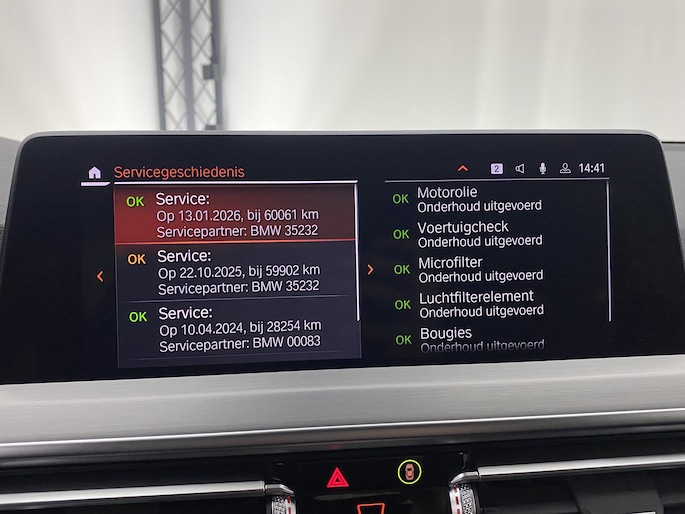 Servicegeschiedenis
2
14:41
OK Service:
Op 13.01.2026, bij 60061 km
Servicepartner: BMW 35232
OK Service:
Op 22.10.2025, bij 59902 km
Servicepartner: BMW 35232
OK Service:
Op 10.04.2024, bij 28254 km
Servicepartner: BMW 00083
OK Motorolie
Onderhoud uitgevoerd
OK Voertuigcheck
Onderhoud uitgevoerd
OK Microfilter
Onderhoud uitgevoerd
OK Luchtfilterelement
Onderhoud uitgevoerd
OK Bougies
Onderhoud uitgevoerd